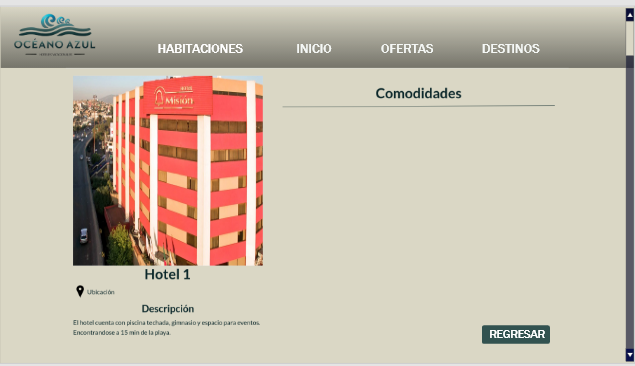 OCÉANO AZUL
HABITACIONES
INICIO
OFERTAS
DESTINOS
HOTEL
Misión
Comodidades
Hotel 1
Ubicación
Descripción
El hotel cuenta con piscina techada, gimnasio y espacio para eventos.
Encontrandose a 15 min de la playa.
REGRESAR